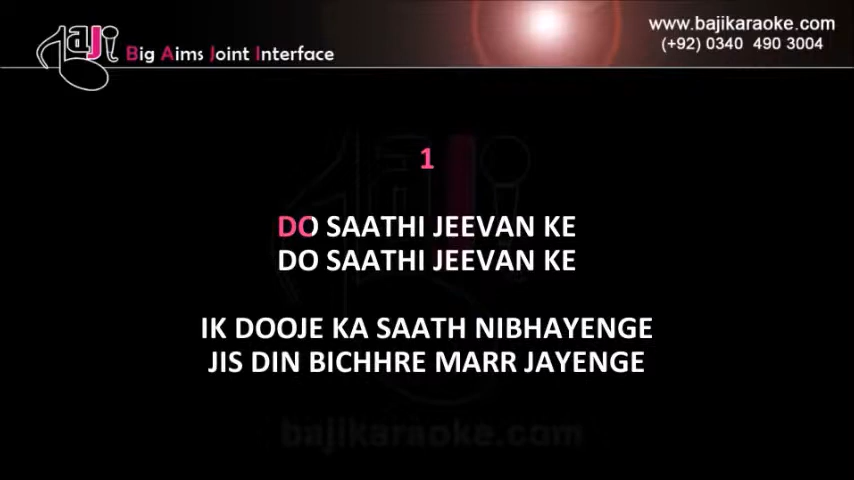 www.bajikaraoke.com
(+92) 0340 490 3004
baji Big Aims Joint Interface
1
DO SAATHI JEEVAN KE
DO SAATHI JEEVAN KE
IK DOOJE KA SAATH NIBHAYENGE
JIS DIN BICHHRE MARR JAYENGE
bajikaraoke.com